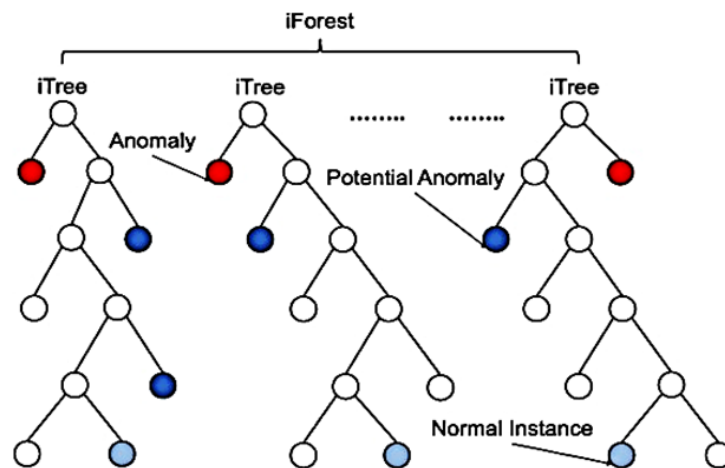 iForest
iTree iTree iTree
........ ........
Anomaly
Potential Anomaly
Normal Instance